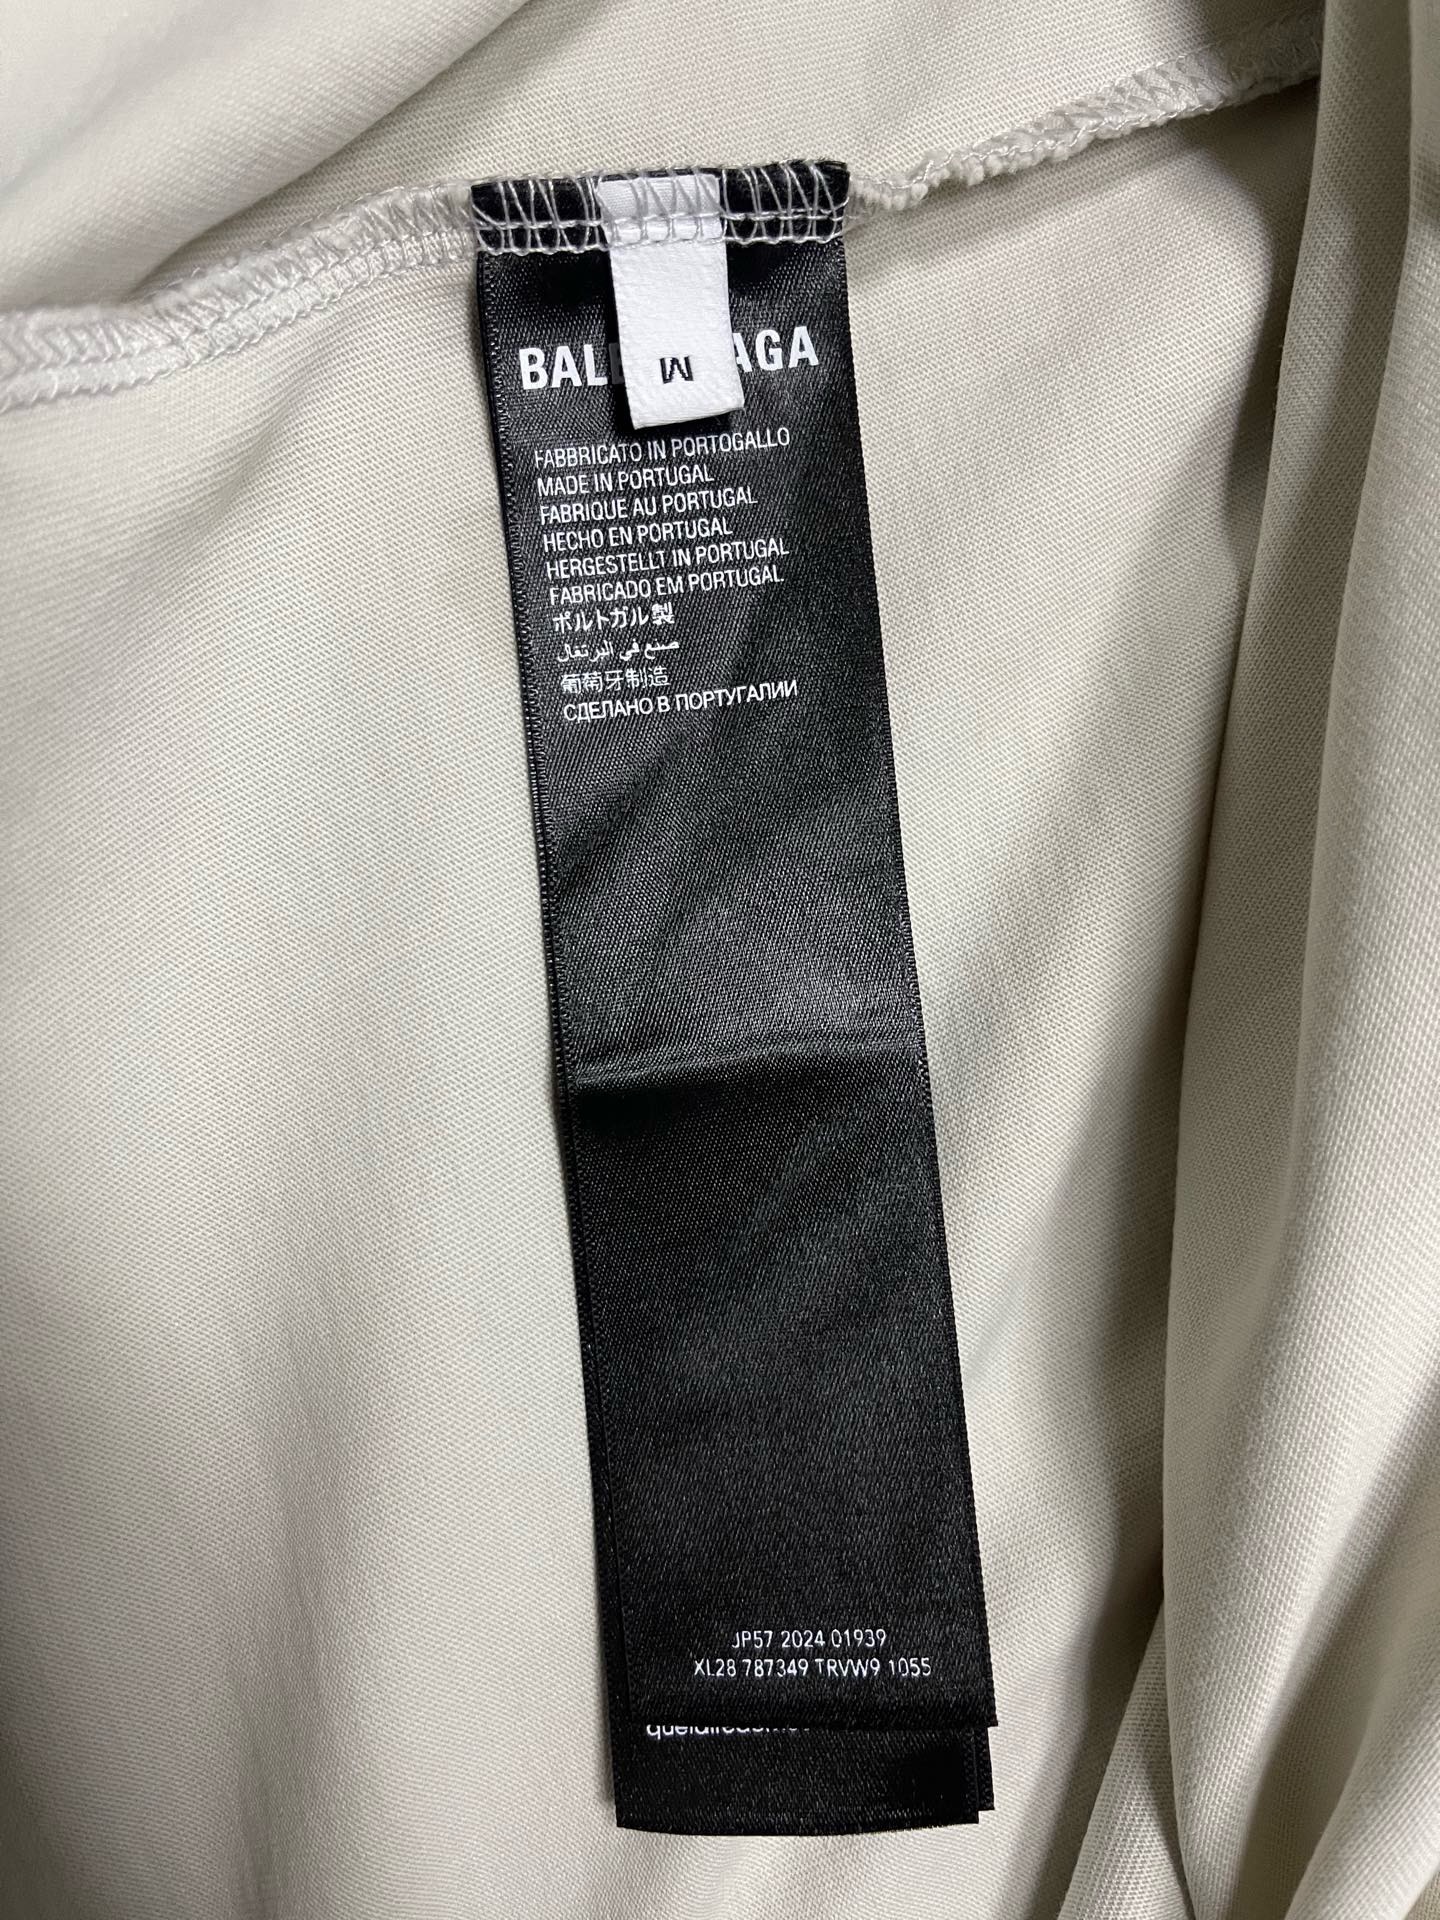 BALE AGA
M
FABBRICATO IN PORTOGALLO
MADE IN PORTUGAL
FABRIQUE AU PORTUGAL
HECHO EN PORTUGAL
HERGESTELLT IN PORTUGAL
FABRICADO EM PORTUGAL
ポルトガル製
صنع في البرتغال
葡萄牙制造
СДЕЛАНО В ПОРТУГАЛИИ
JP57 2024 01939
XL28 787349 TRVW9 1055